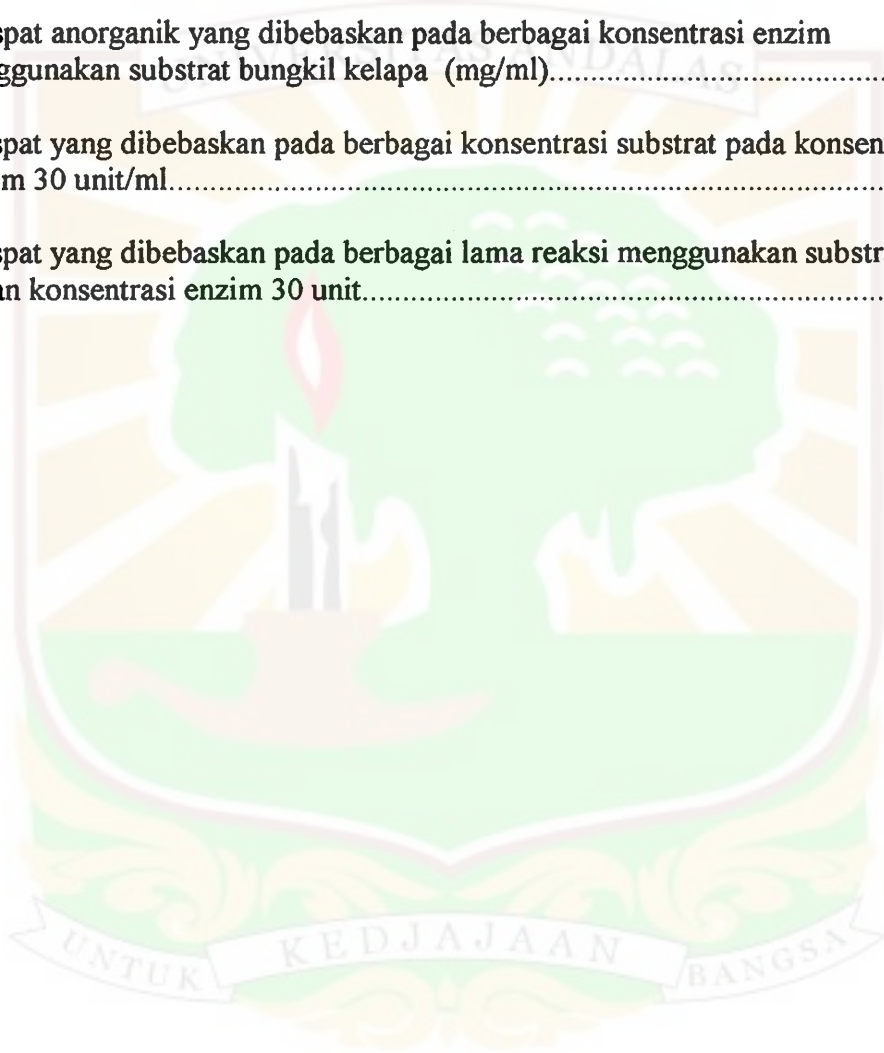 spat anorganik yang dibebaskan pada berbagai konsentrasi enzim
ggunakan substrat bungkil kelapa (mg/ml)........................................
spat yang dibebaskan pada berbagai konsentrasi substrat pada konsen
m 30 unit/ml.....................................................................................................
spat yang dibebaskan pada berbagai lama reaksi menggunakan substr
an konsentrasi enzim 30 unit..........................................................................
UNIVERSITAS ANDALAS
UNTUK KEDJAJAAN BANGSA